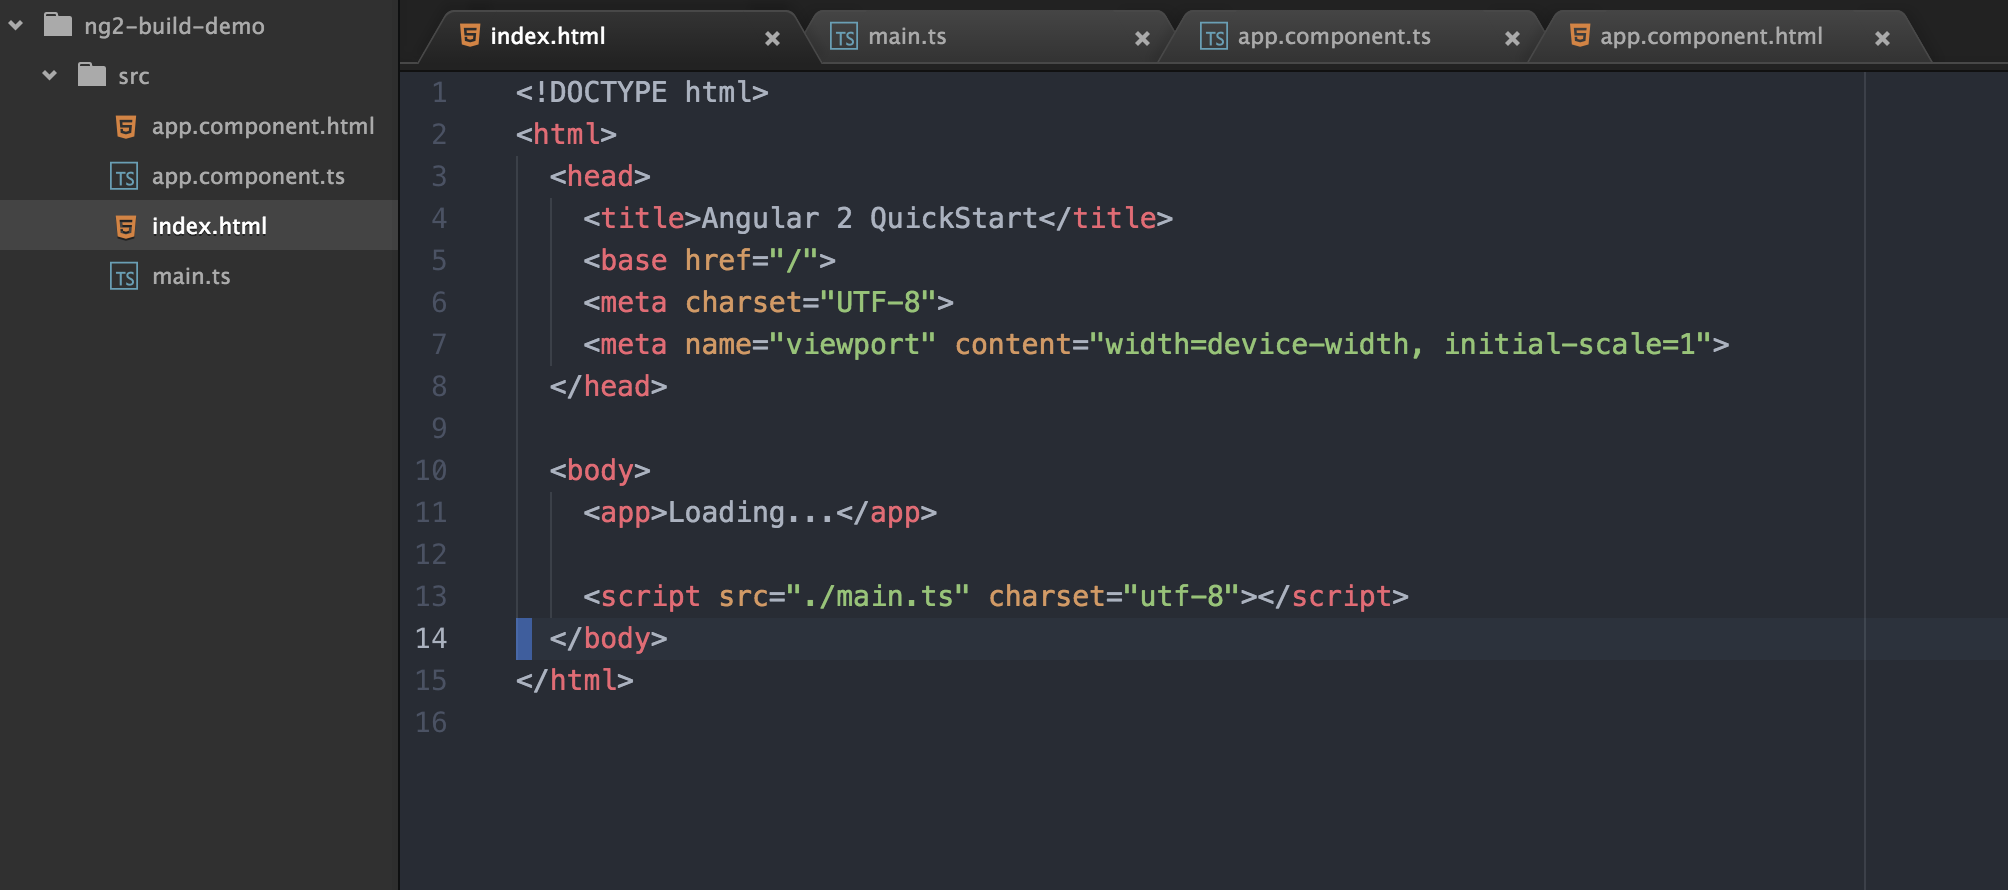 ng2-build-demo
src
app.component.html
TS app.component.ts
index.html
TS main.ts
index.html
TS main.ts
TS app.component.ts
app.component.html
1 <!DOCTYPE html>
2 <html>
3 <head>
4 <title>Angular 2 QuickStart</title>
5 <base href="/">
6 <meta charset="UTF-8">
7 <meta name="viewport" content="width=device-width, initial-scale=1">
8 </head>
9
10 <body>
11 <app>Loading...</app>
12
13 <script src="./main.ts" charset="utf-8"></script>
14 </body>
15 </html>
16